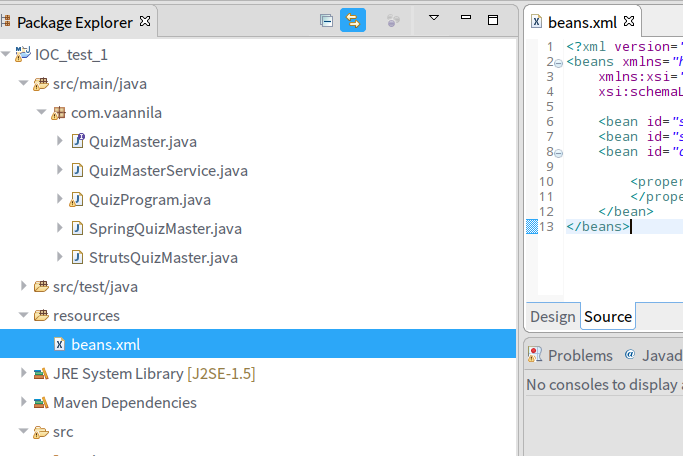 Package Explorer
IOC_test_1
src/main/java
com.vaannila
QuizMaster.java
QuizMasterService.java
QuizProgram.java
SpringQuizMaster.java
StrutsQuizMaster.java
src/test/java
resources
beans.xml
JRE System Library [J2SE-1.5]
Maven Dependencies
src
beans.xml
1 <?xml version="
2 <beans xmlns="h
3 xmlns:xsi="
4 xsi:schemaL
5
6 <bean id="s
7 <bean id="s
8 <bean id="
9
10 <proper
11 </prope
12 </bean>
13 </beans>
Design Source
Problems @ Javad
No consoles to display a